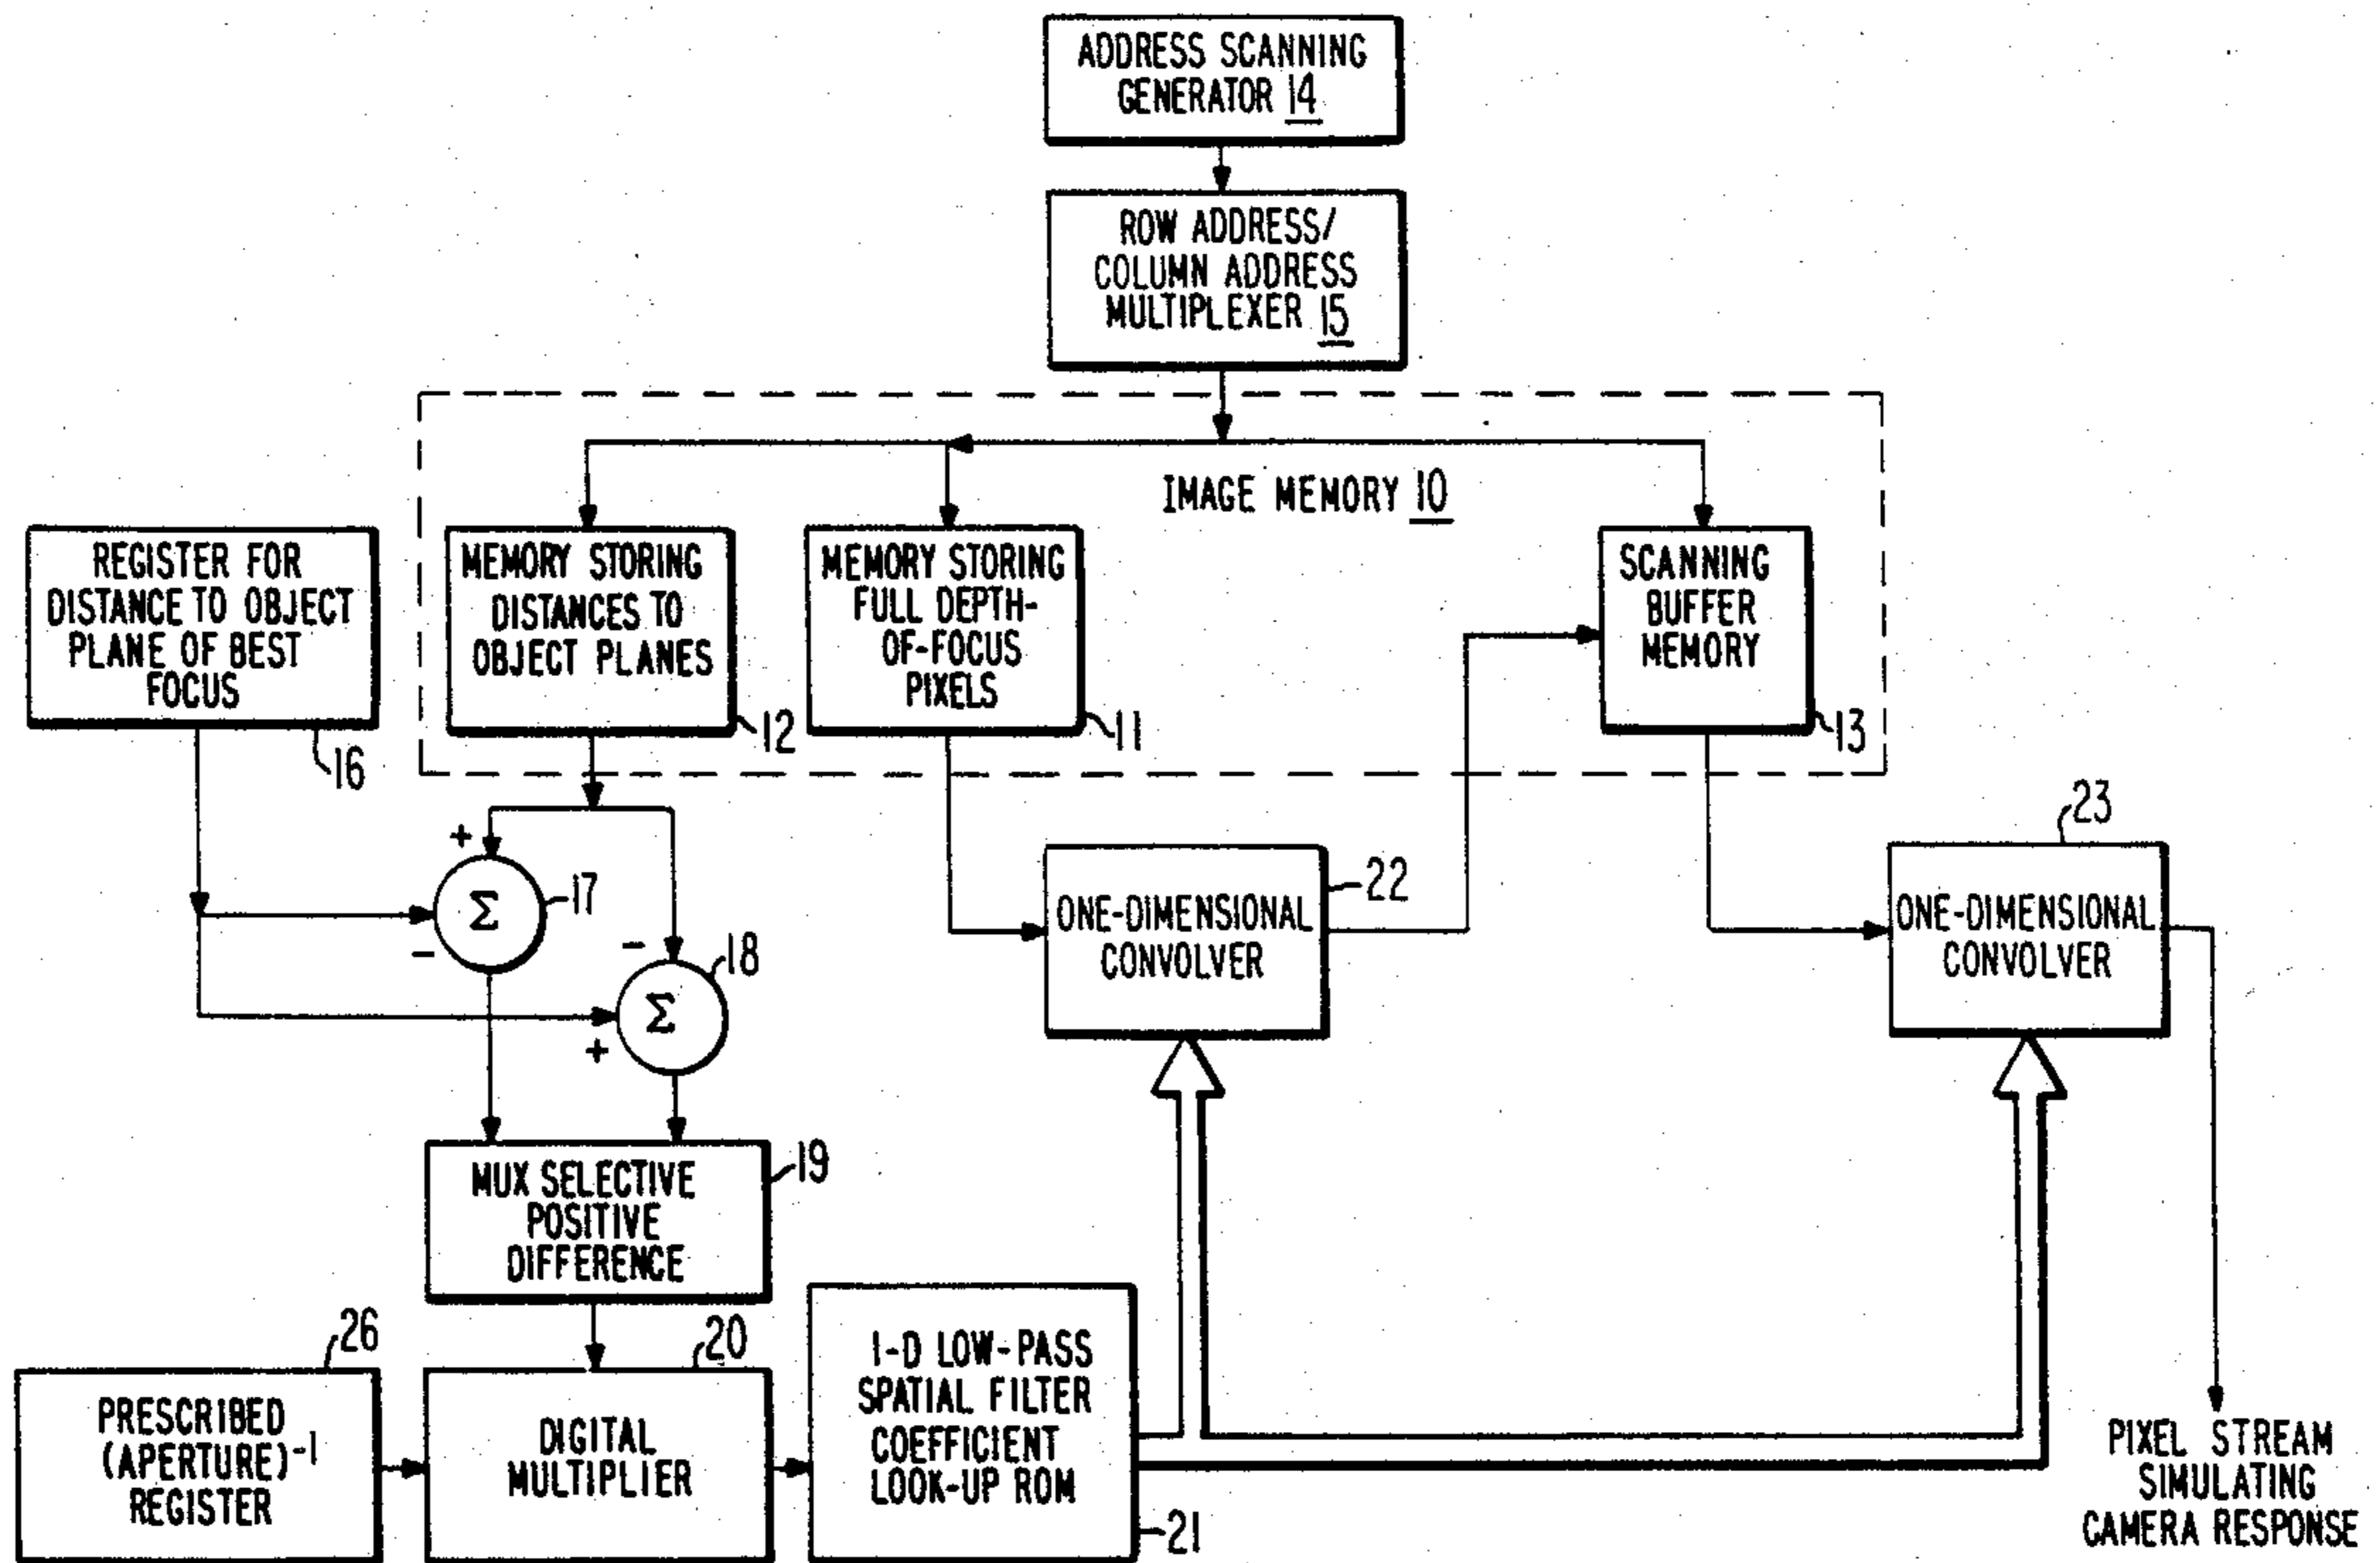 ADDRESS SCANNING
GENERATOR 14
ROW ADDRESS/
COLUMN ADDRESS
MULTIPLEXER 15
IMAGE MEMORY 10
REGISTER FOR
DISTANCE TO OBJECT
PLANE OF BEST
FOCUS
16
MEMORY STORING
DISTANCES TO
OBJECT PLANES
12
MEMORY STORING
FULL DEPTH-
OF-FOCUS
PIXELS
11
SCANNING
BUFFER
MEMORY
13
+
Σ
17
-
-
Σ
18
+
ONE-DIMENSIONAL
CONVOLVER
22
ONE-DIMENSIONAL
CONVOLVER
23
MUX SELECTIVE
POSITIVE
DIFFERENCE
19
PRESCRIBED
(APERTURE)-1
REGISTER
26
DIGITAL
MULTIPLIER
20
1-D LOW-PASS
SPATIAL FILTER
COEFFICIENT
LOOK-UP ROM
21
PIXEL STREAM
SIMULATING
CAMERA RESPONSE